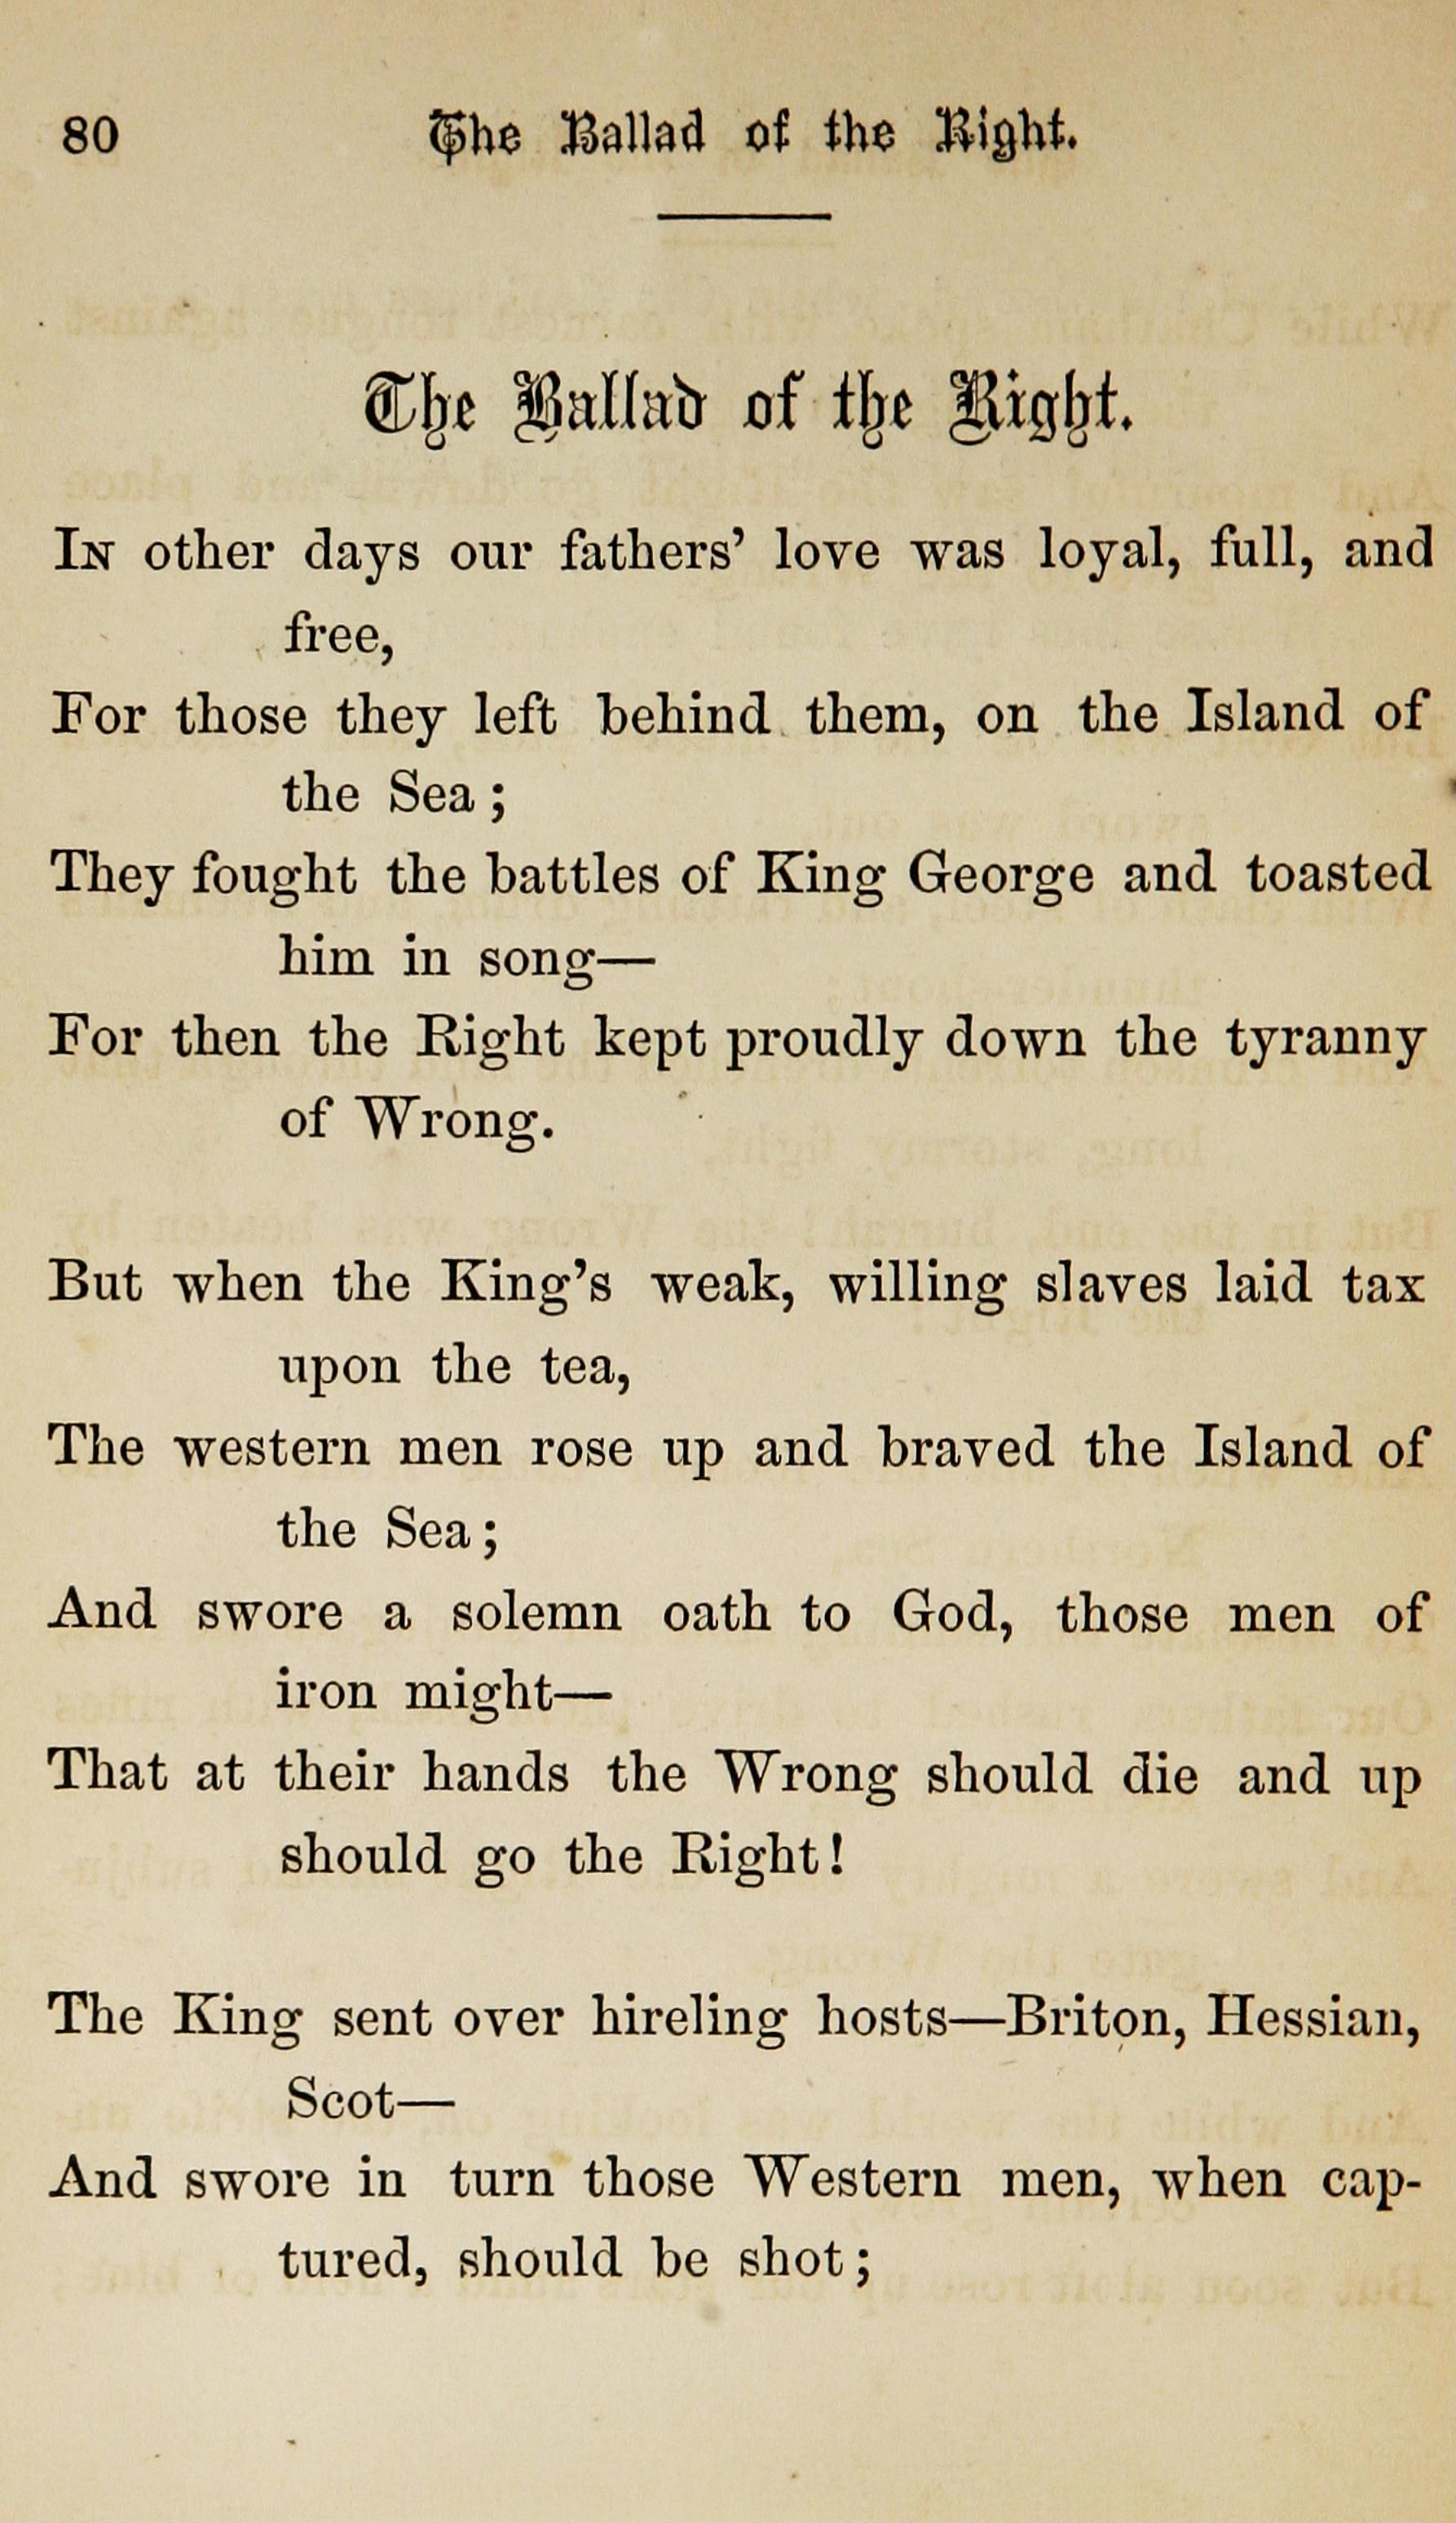 80 The Ballad of the Right.
The Ballad of the Right.
In other days our fathers' love was loyal, full, and
free,
For those they left behind them, on the Island of
the Sea;
They fought the battles of King George and toasted
him in song—
For then the Right kept proudly down the tyranny
of Wrong.
But when the King's weak, willing slaves laid tax
upon the tea,
The western men rose up and braved the Island of
the Sea;
And swore a solemn oath to God, those men of
iron might—
That at their hands the Wrong should die and up
should go the Right!
The King sent over hireling hosts—Briton, Hessian,
Scot—
And swore in turn those Western men, when cap-
tured, should be shot;